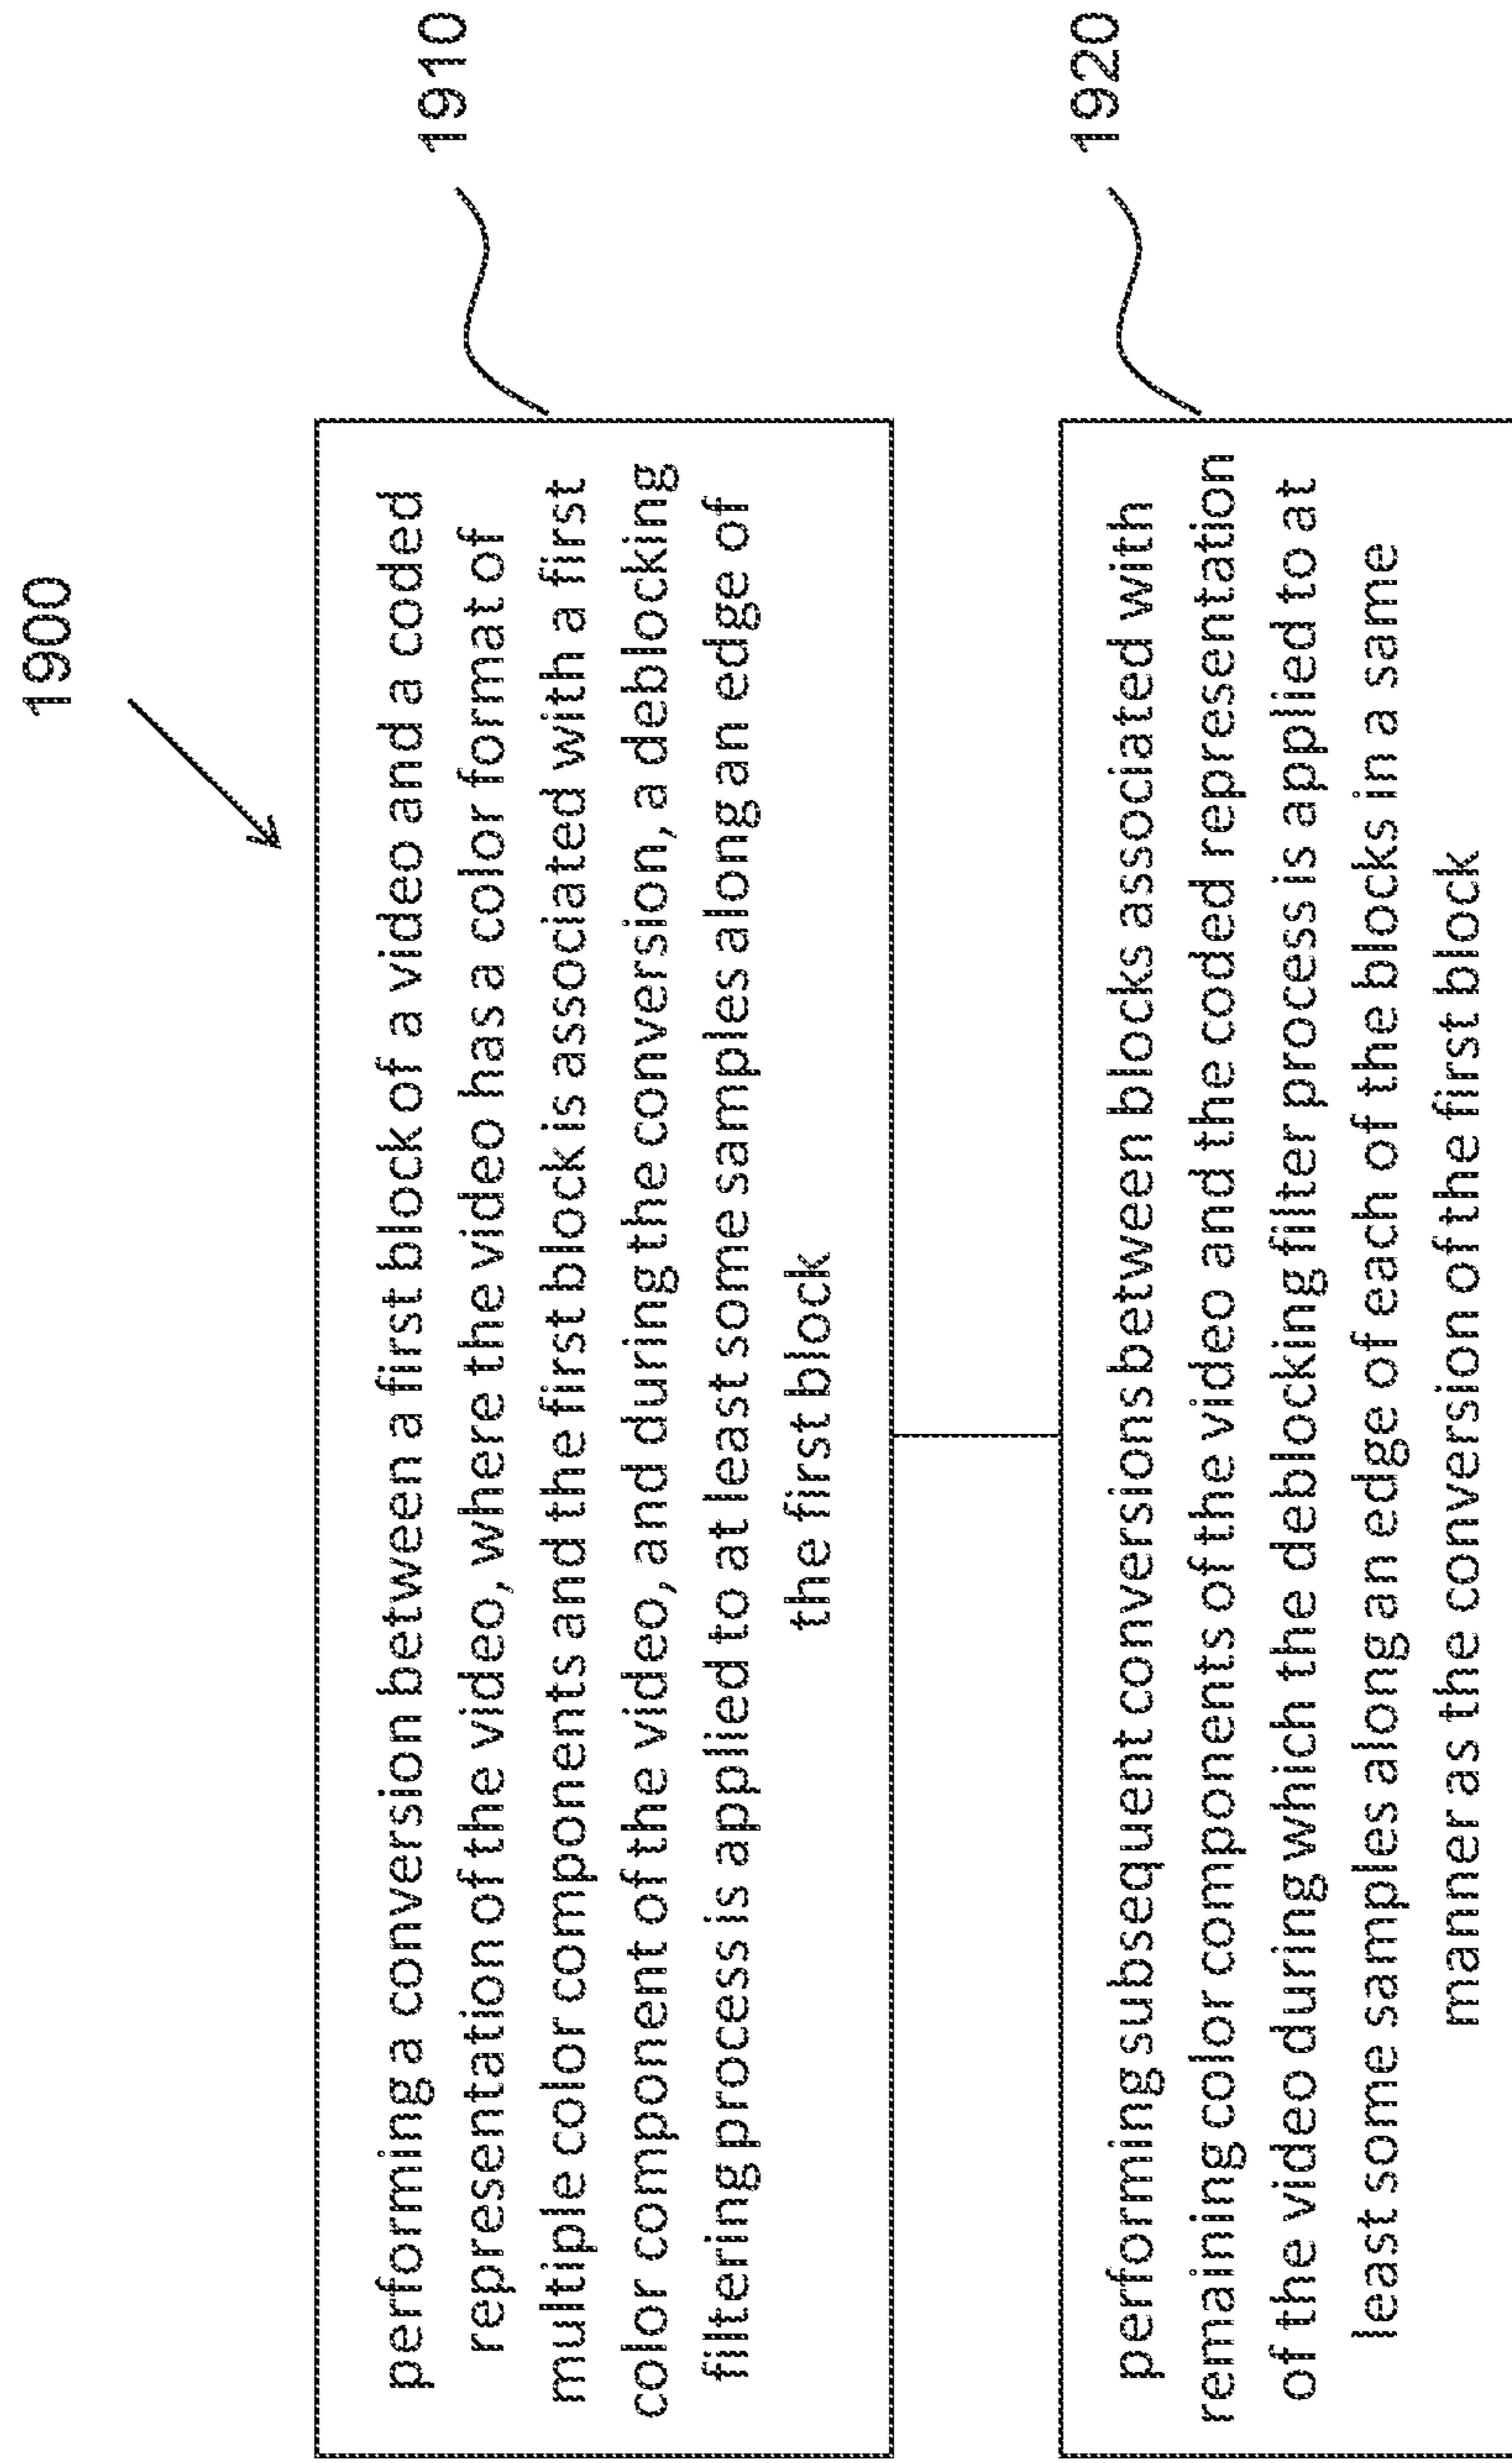 1900
performing a conversion between a first block of a video and a coded
representation of the video, where the video has a color format of
multiple color components and the first block is associated with a first
color component of the video, and during the conversion, a deblocking
filtering process is applied to at least some samples along an edge of
the first block
1910
performing subsequent conversions between blocks associated with
remaining color components of the video and the coded representation
of the video during which the deblocking filter process is applied to at
least some samples along an edge of each of the blocks in a same
manner as the conversion of the first block
1920